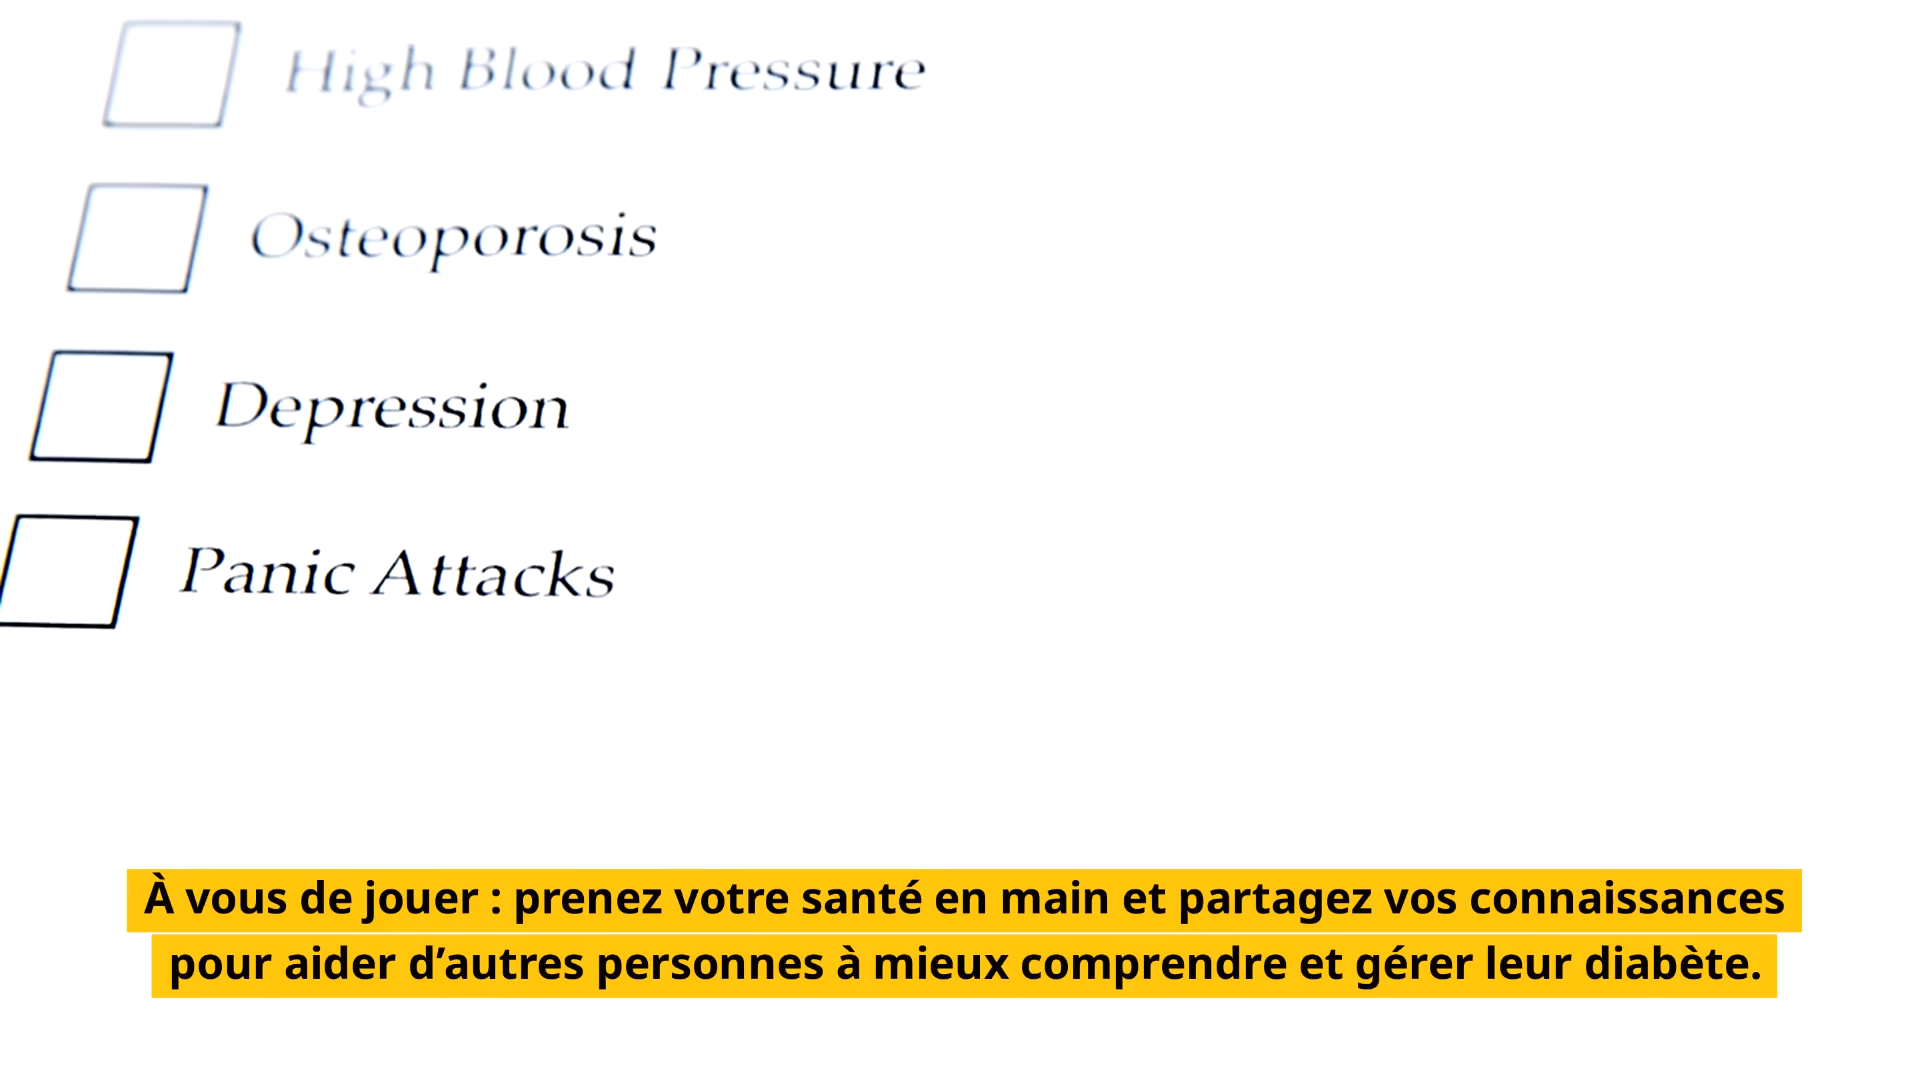 High Blood Pressure
Osteoporosis
Depression
Panic Attacks
À vous de jouer : prenez votre santé en main et partagez vos connaissances
pour aider d’autres personnes à mieux comprendre et gérer leur diabète.